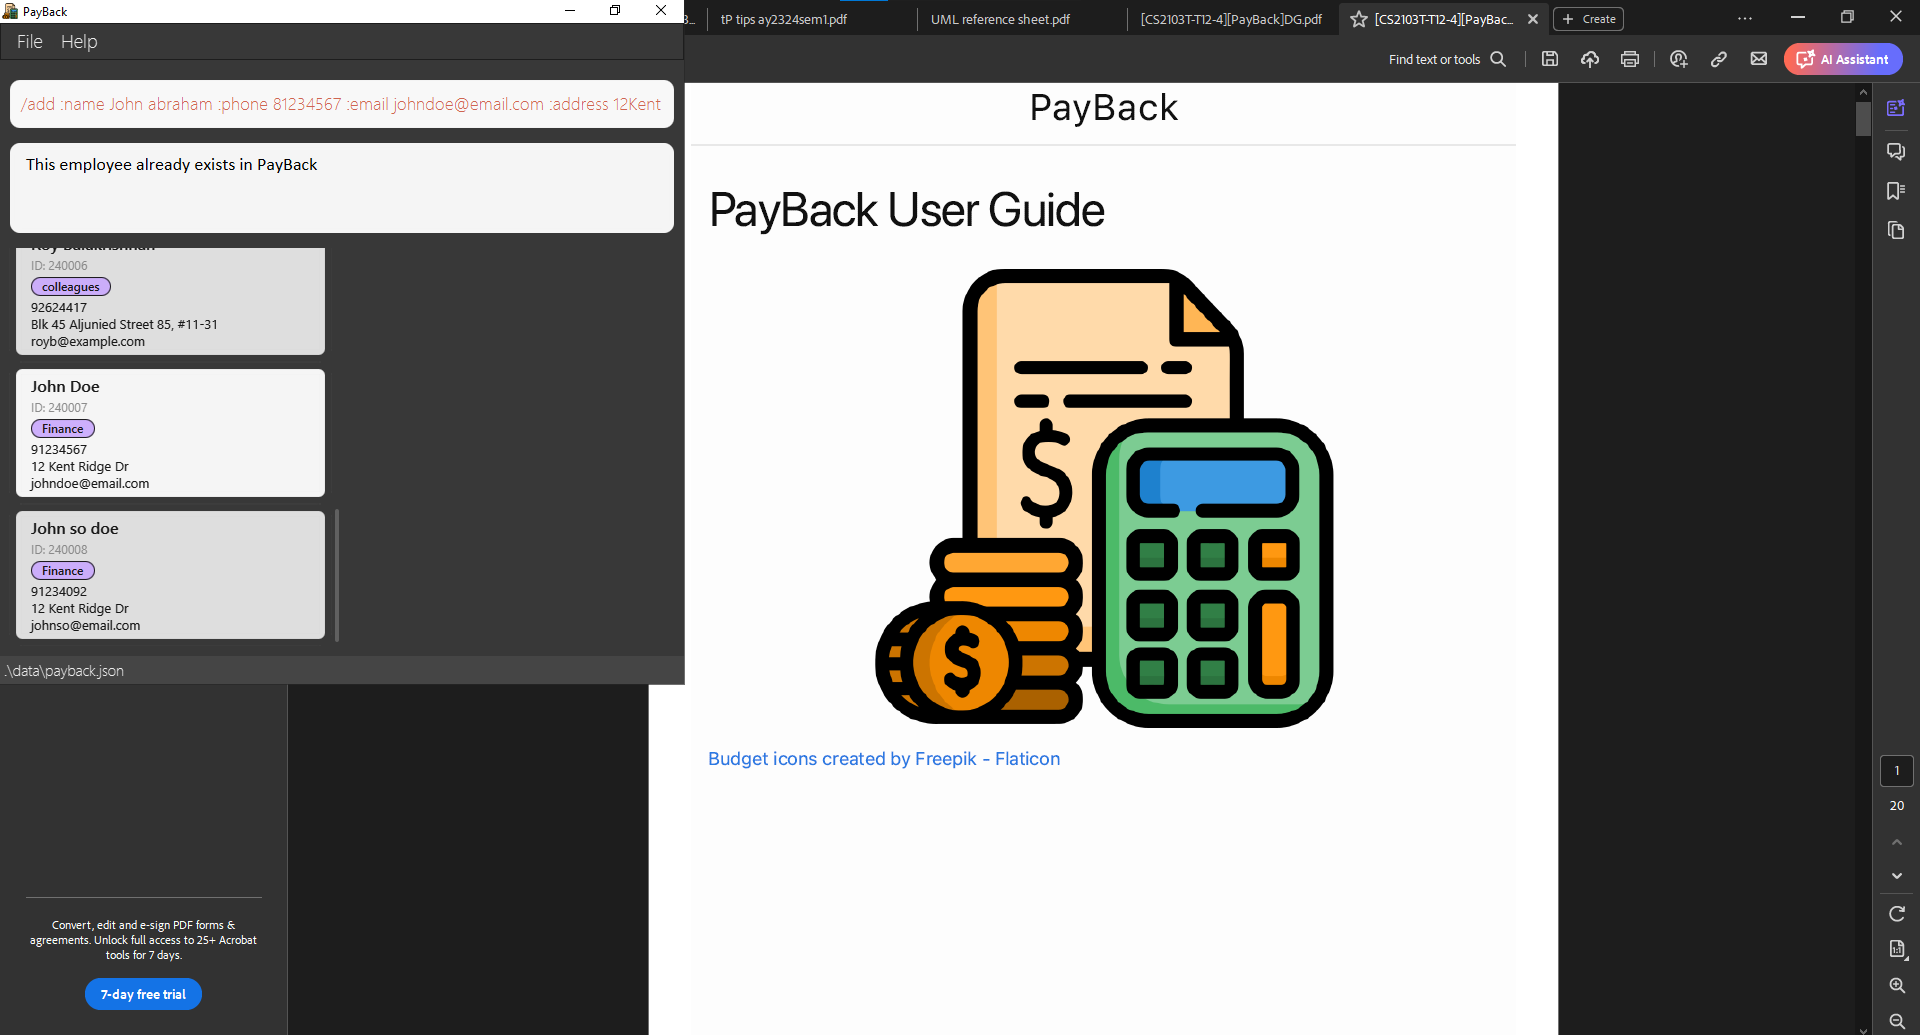 PayBack
File Help
/add :name John abraham :phone 81234567 :email johndoe@email.com :address 12Kent
This employee already exists in PayBack
ID: 240006
colleagues
92624417
Blk 45 Aljunied Street 85, #11-31
royb@example.com
John Doe
ID: 240007
Finance
91234567
12 Kent Ridge Dr
johndoe@email.com
John so doe
ID: 240008
Finance
91234092
12 Kent Ridge Dr
johnso@email.com
.\data\payback.json
Convert, edit and e-sign PDF forms &
agreements. Unlock full access to 25+ Acrobat
tools for 7 days.
7-day free trial
tP tips ay2324sem1.pdf
UML reference sheet.pdf
[CS2103T-T12-4][PayBack]DG.pdf
[CS2103T-T12-4][PayBac...
Create
Find text or tools
AI Assistant
PayBack
PayBack User Guide
$
$
Budget icons created by Freepik - Flaticon
1
20
1:1